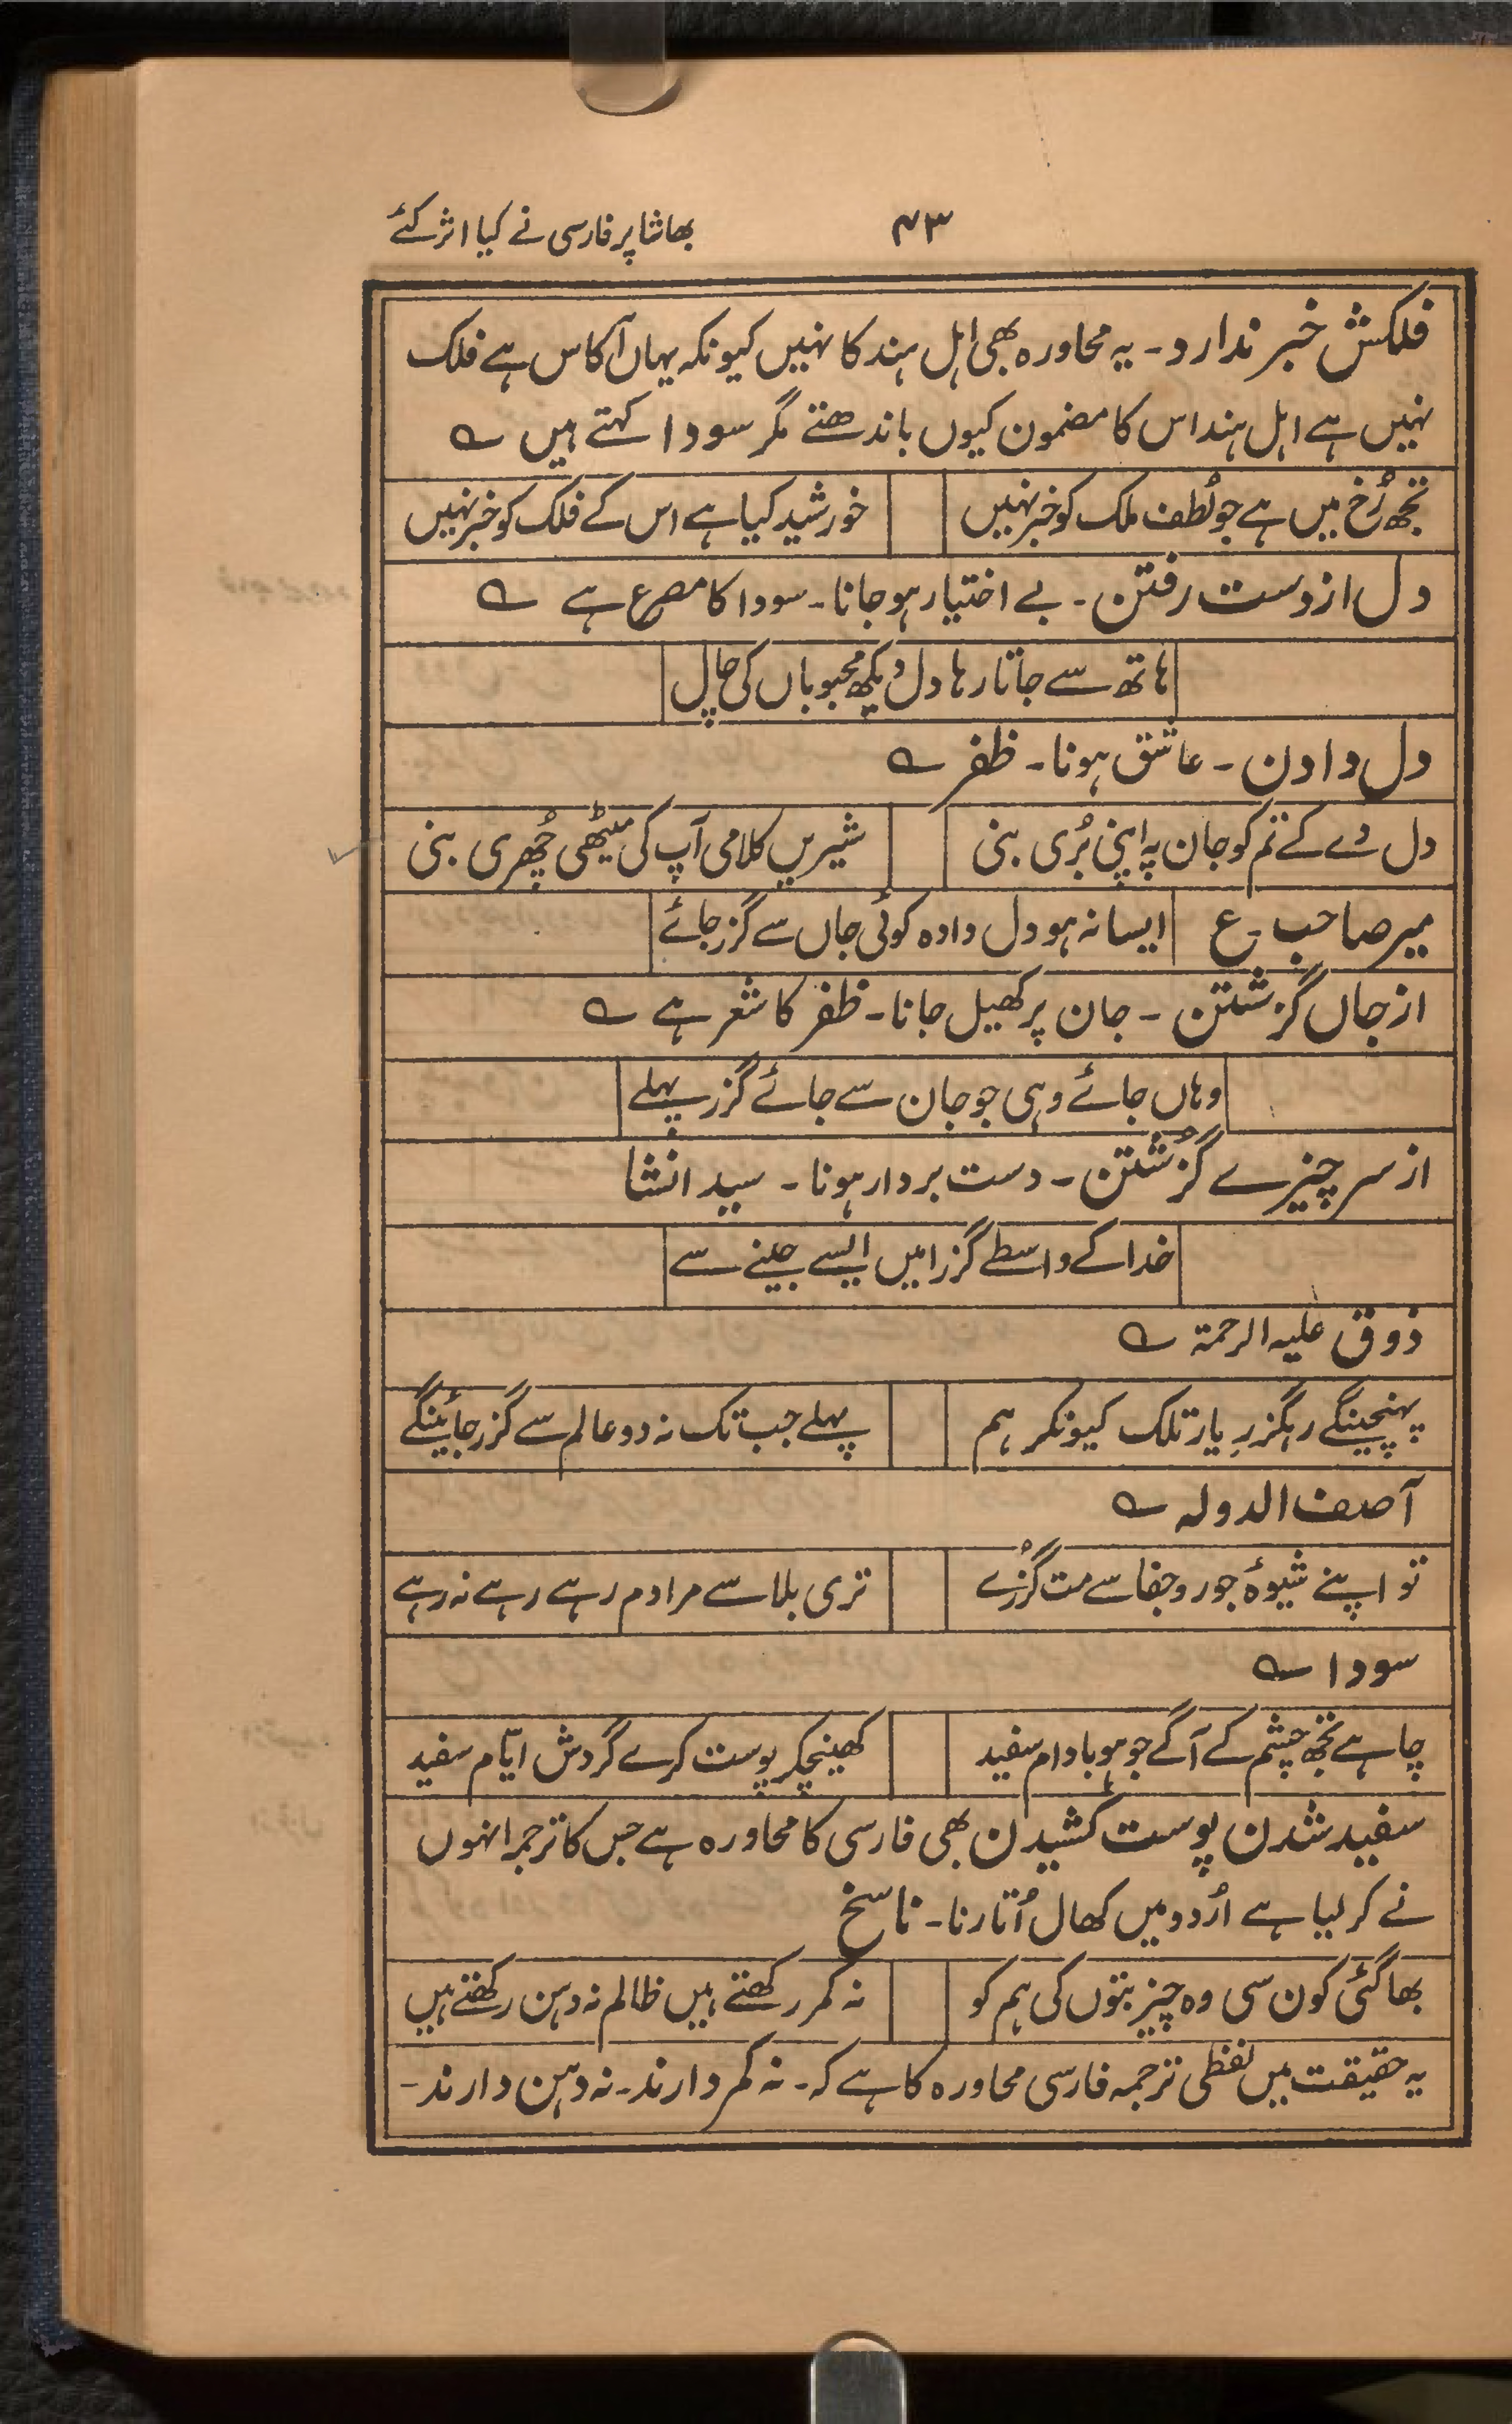 ۴۳
بھاشا پر فارسی نے کیا اثر کئے
فلکش خبر ندارد۔ یہ محاورہ بھی اہل ہند کا نہیں کیونکہ یہاں آکاس ہے فلک
نہیں ہے اہل ہند اس کا مضمون کیوں باندھتے مگر سودا کہتے ہیں ؎
تجھ رُخ میں ہے جو لُطف ملک کو خبر نہیں
خورشید کیا ہے اس کے فلک کو خبر نہیں
دل از دست رفتن۔ بے اختیار ہو جانا۔ سودا کا مصرع ہے ؎
ہاتھ سے جاتا رہا دل دیکھ محبوباں کی چال
دل دادن۔ عاشق ہونا۔ ظفر ؎
دل دے کے تم کو جان پہ اپنی بُری بنی
شیریں کلامی آپ کی میٹھی چُھری بنی
میر صاحب۔ ع
ایسا نہ ہو دل دادہ کوئی جاں سے گزر جائے
از جاں گزشتن۔ جان پر کھیل جانا۔ ظفر کا شعر ہے ؎
وہاں جائے وہی جو جان سے جائے گزر پہلے
از سر چیزے گزُشتن۔ دست بردار ہونا۔ سید انشا
خدا کے واسطے گزرا میں ایسے جینے سے
ذوق علیہ الرحمۃ ؎
پہنچینگے رہگزرِ یار تلک کیونکر ہم
پہلے جب تک نہ دو عالم سے گزر جائینگے
آصف الدولہ ؎
تو اپنے شیوۂ جور و جفا سے مت گزُرے
تری بلا سے مرا دم رہے رہے نہ رہے
سودا ؎
چاہے تجھ چشم کے آگے جو ہو بادام سفید
کھینچکر پوست کرے گردش ایّام سفید
سفید شدن پوست کشیدن بھی فارسی کا محاورہ ہے جس کا ترجمہ انہوں
نے کر لیا ہے اُردو میں کھال اُتارنا۔ ناسخ
بھا گئی کون سی وہ چیز بتوں کی ہم کو
نہ کمر رکھتے ہیں ظالم نہ دہن رکھتے ہیں
یہ حقیقت میں لفظی ترجمہ فارسی محاورہ کا ہے کہ۔ نہ کمر دارند۔ نہ دہن دارند۔